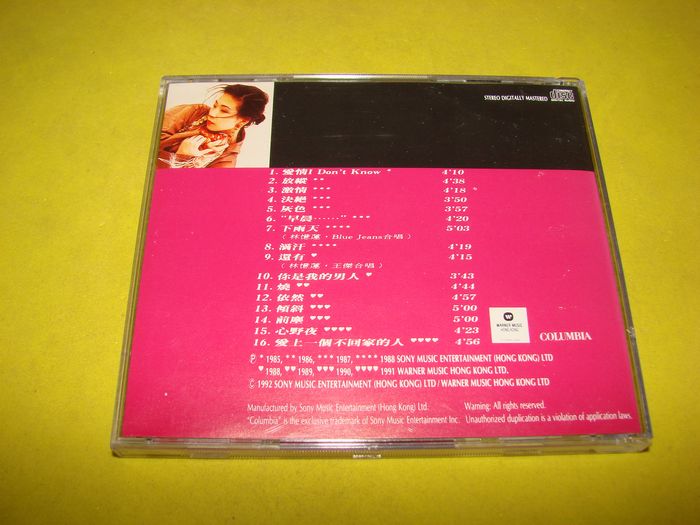 STEREO DIGITALLY MASTERED
1. 愛情I Don't Know * 4'10
2. 放縱 ** 4'38
3. 激情 *** 4'18
4. 決絕 *** 3'50
5. 灰色 *** 3'57
6. "早晨……" *** 4'20
7. 下雨天 **** 5'03
(林憶蓮·Blue Jeans合唱)
8. 滴汗 **** 4'19
9. 還有 ♥ 4'15
(林憶蓮·王傑合唱)
10. 你是我的男人 ♥ 3'43
11. 燒 ♥♥ 4'44
12. 依然 ♥♥ 4'57
13. 傾斜 ♥♥♥ 5'00
14. 前塵 ♥♥♥ 5'00
15. 心野夜 ♥♥♥♥ 4'23
16. 愛上一個不回家的人 ♥♥♥♥ 4'56
WARNER MUSIC
HONG KONG
COLUMBIA
℗ * 1985, ** 1986, *** 1987, **** 1988 SONY MUSIC ENTERTAINMENT (HONG KONG) LTD
♥1988, ♥♥1989, ♥♥♥1990, ♥♥♥♥1991 WARNER MUSIC HONG KONG LTD.
© 1992 SONY MUSIC ENTERTAINMENT (HONG KONG) LTD / WARNER MUSIC HONG KONG LTD
Manufactured by Sony Music Entertainment (Hong Kong) Ltd. Warning: All rights reserved.
"Columbia" is the exclusive trademark of Sony Music Entertainment Inc. Unauthorized duplication is a violation of application laws.